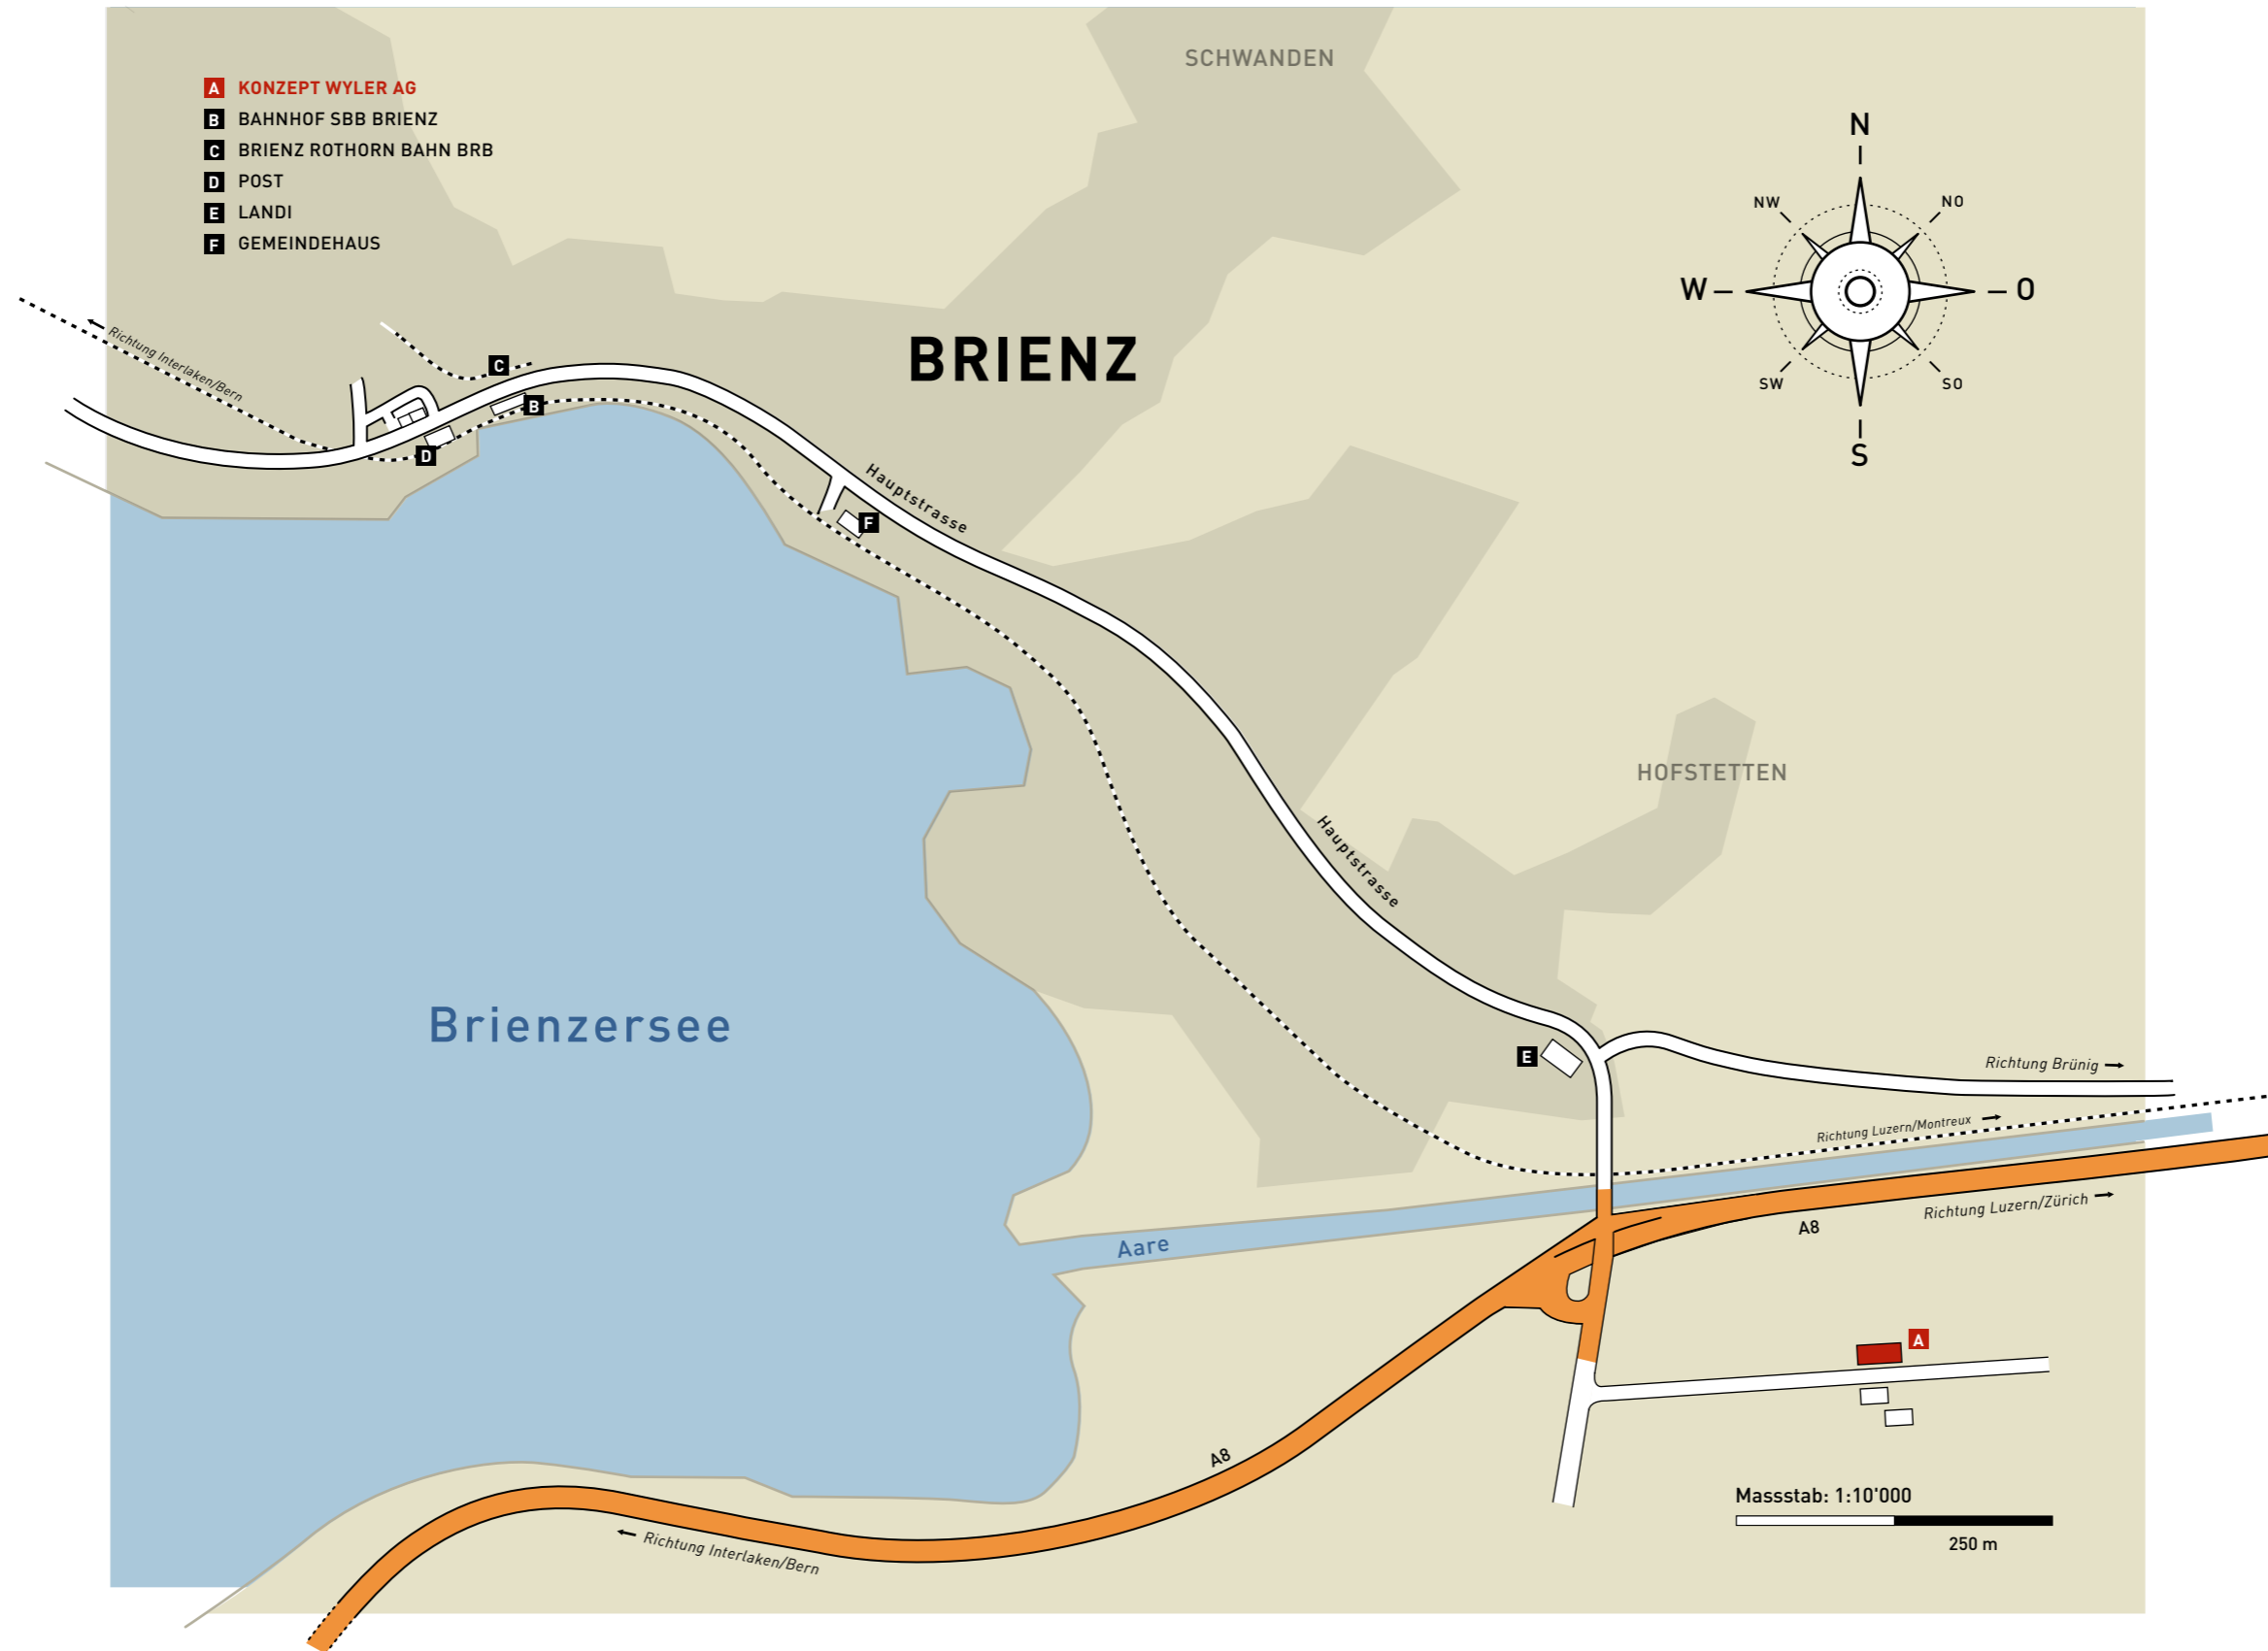 A KONZEPT WYLER AG
B BAHNHOF SBB BRIENZ
C BRIENZ ROTHORN BAHN BRB
D POST
E LANDI
F GEMEINDEHAUS
SCHWANDEN
N
NW
NO
W
O
SW
SO
S
BRIENZ
Richtung Interlaken/Bern
C
B
D
Hauptstrasse
F
HOFSTETTEN
Hauptstrasse
Brienzersee
E
Richtung Brünig
Richtung Luzern/Montreux
Richtung Luzern/Zürich
A8
Aare
A
A8
Massstab: 1:10'000
250 m
Richtung Interlaken/Bern